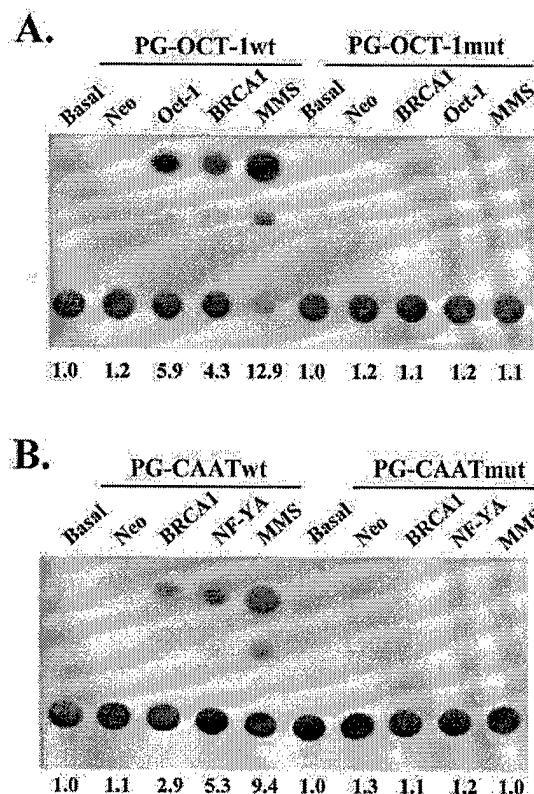 A.
PG-OCT-1wt PG-OCT-1mut
Basal Neo Oct-1 BRCA1 MMS Basal Neo BRCA1 Oct-1 MMS
1.0 1.2 5.9 4.3 12.9 1.0 1.2 1.1 1.2 1.1
B.
PG-CAATwt PG-CAATmut
Basal Neo BRCA1 NF-YA MMS Basal Neo BRCA1 NF-YA MMS
1.0 1.1 2.9 5.3 9.4 1.0 1.3 1.1 1.2 1.0